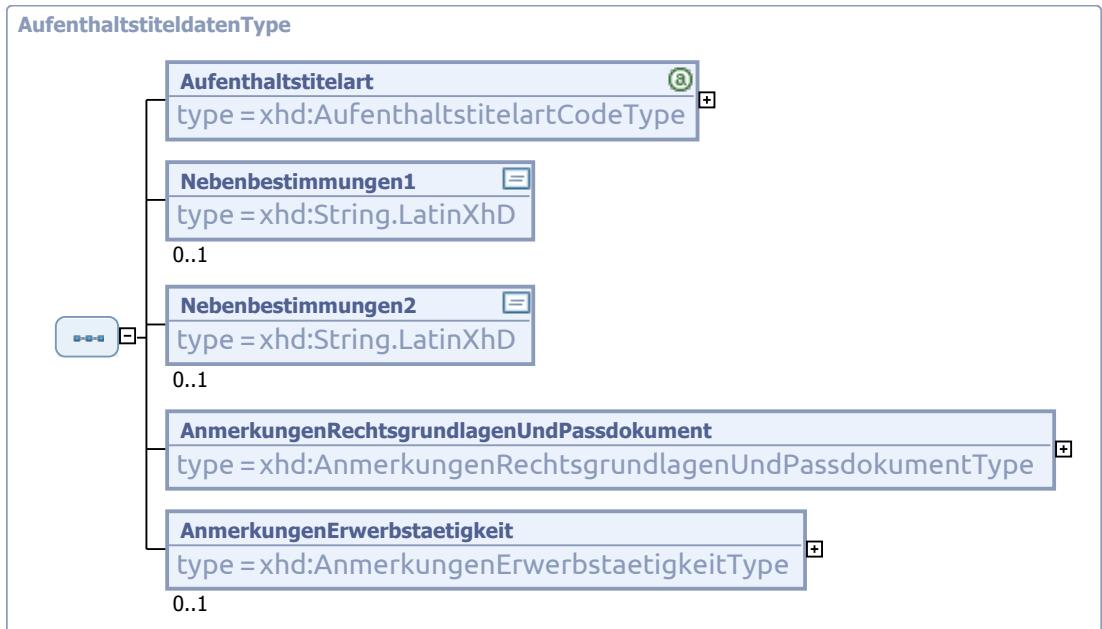 AufenthaltstiteldatenType
Aufenthaltstitelart
type = xhd:AufenthaltstitelartCodeType
Nebenbestimmungen1
type = xhd:String.LatinXhD
0..1
Nebenbestimmungen2
type = xhd:String.LatinXhD
0..1
AnmerkungenRechtsgrundlagenUndPassdokument
type = xhd:AnmerkungenRechtsgrundlagenUndPassdokumentType
AnmerkungenErwerbstaetigkeit
type = xhd:AnmerkungenErwerbstaetigkeitType
0..1